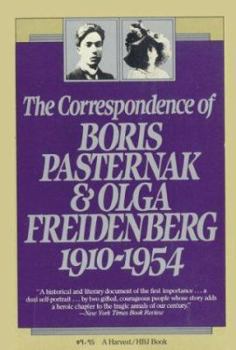 The Correspondence of
BORIS
PASTERNAK
& OLGA
FREIDENBERG
1910-1954
"A historical and literary document of the first importance . . . a
dual self-portrait . . . by two gifted, courageous people whose story adds
a heroic chapter to the tragic annals of our century."
—New York Times Book Review
A Harvest/HBJ Book